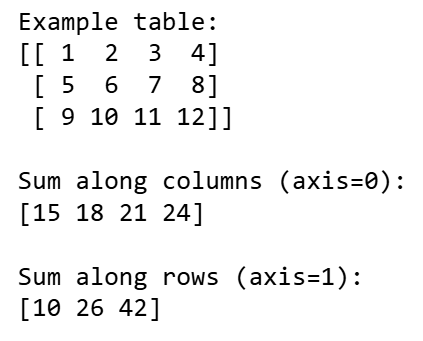 Example table:
[[ 1  2  3  4]
 [ 5  6  7  8]
 [ 9 10 11 12]]

Sum along columns (axis=0):
[15 18 21 24]

Sum along rows (axis=1):
[10 26 42]